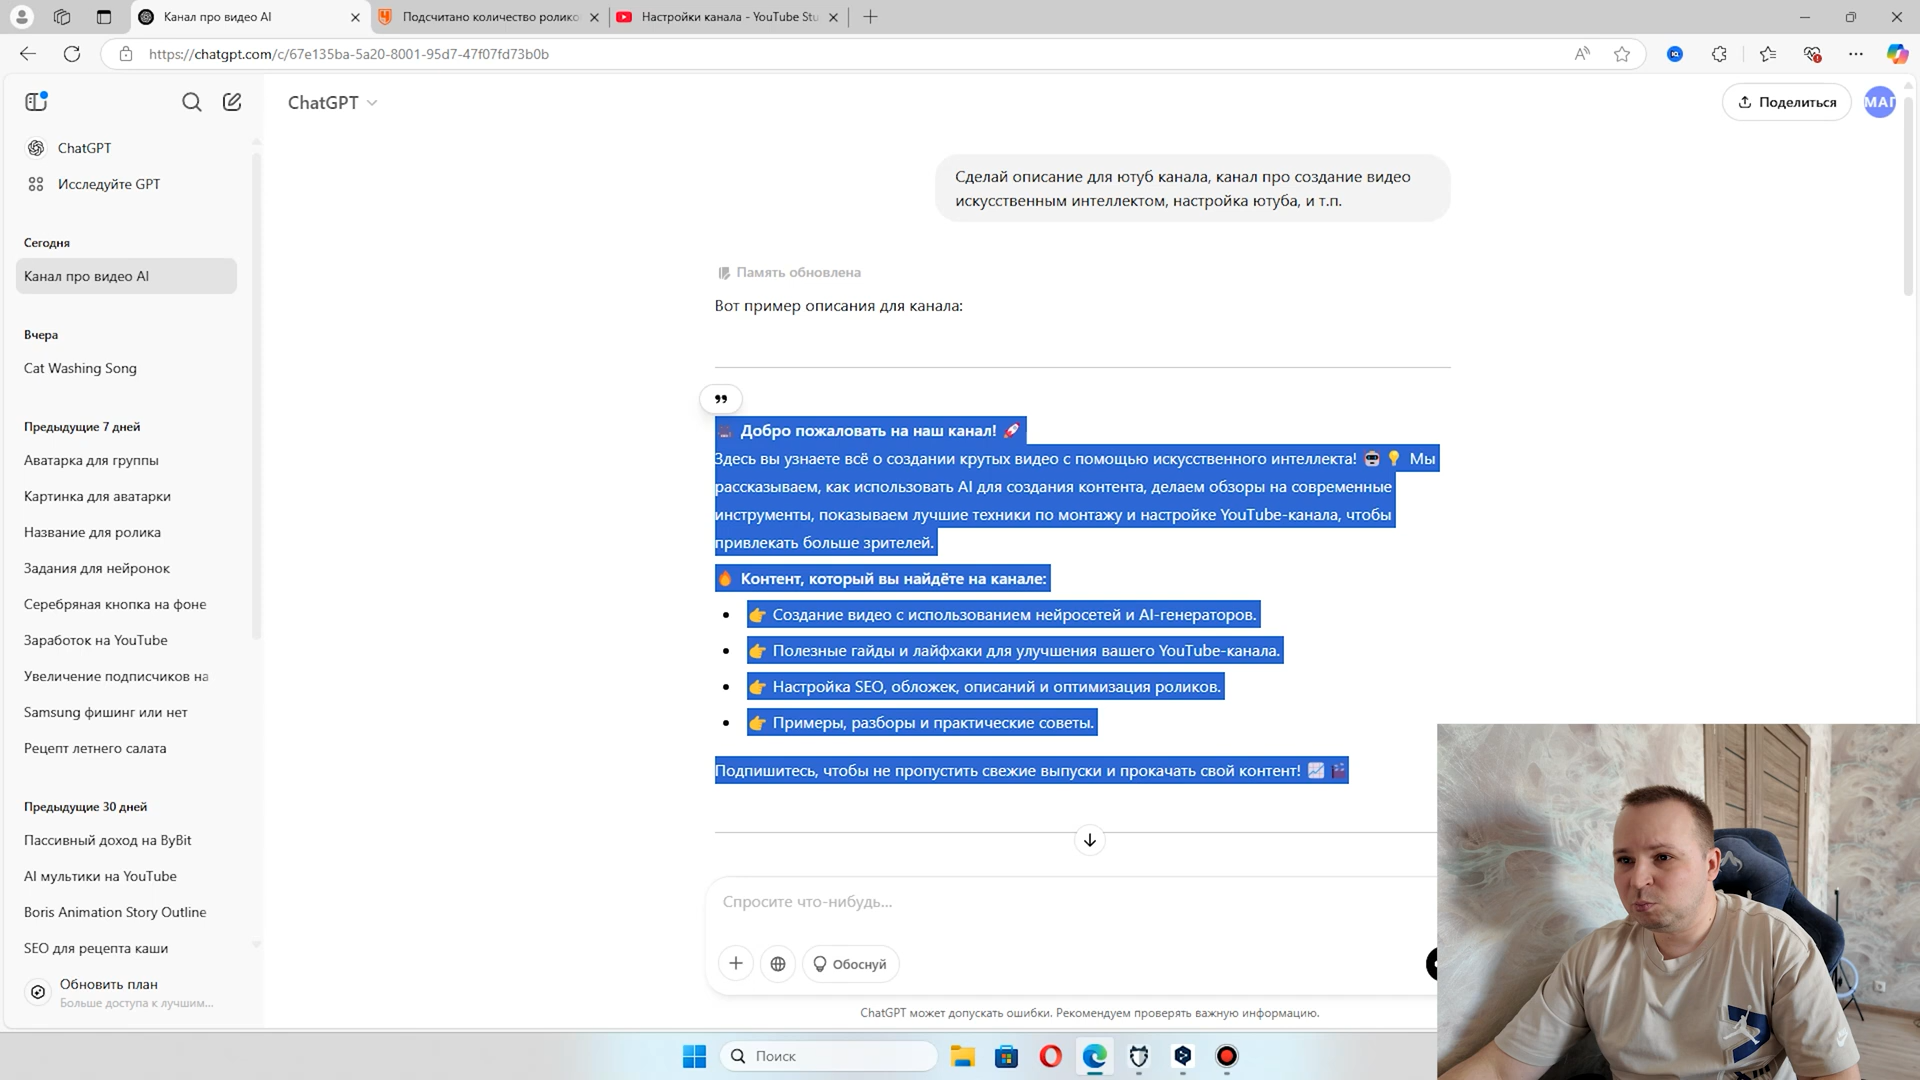 Канал про видео AI
Подсчитано количество ролико
Настройки канала - YouTube Stu
https://chatgpt.com/c/67e135ba-5a20-8001-95d7-47f07fd73b0b
ChatGPT
Поделиться
МАГ
ChatGPT
Исследуйте GPT
Сегодня
Канал про видео AI
Вчера
Cat Washing Song
Предыдущие 7 дней
Аватарка для группы
Картинка для аватарки
Название для ролика
Задания для нейронок
Серебряная кнопка на фоне
Заработок на YouTube
Увеличение подписчиков на
Samsung фишинг или нет
Рецепт летнего салата
Предыдущие 30 дней
Пассивный доход на ByBit
AI мультики на YouTube
Boris Animation Story Outline
SEO для рецепта каши
Обновить план
Больше доступа к лучшим...
Сделай описание для ютуб канала, канал про создание видео
искусственным интеллектом, настройка ютуба, и т.п.
Память обновлена
Вот пример описания для канала:
🎥 Добро пожаловать на наш канал! 🚀
Здесь вы узнаете всё о создании крутых видео с помощью искусственного интеллекта! 🤖💡 Мы
рассказываем, как использовать AI для создания контента, делаем обзоры на современные
инструменты, показываем лучшие техники по монтажу и настройке YouTube-канала, чтобы
привлекать больше зрителей.
🔥 Контент, который вы найдёте на канале:
• 👉 Создание видео с использованием нейросетей и AI-генераторов.
• 👉 Полезные гайды и лайфхаки для улучшения вашего YouTube-канала.
• 👉 Настройка SEO, обложек, описаний и оптимизация роликов.
• 👉 Примеры, разборы и практические советы.
Подпишитесь, чтобы не пропустить свежие выпуски и прокачать свой контент! 📈🎬
Спросите что-нибудь...
Обоснуй
ChatGPT может допускать ошибки. Рекомендуем проверять важную информацию.
Поиск